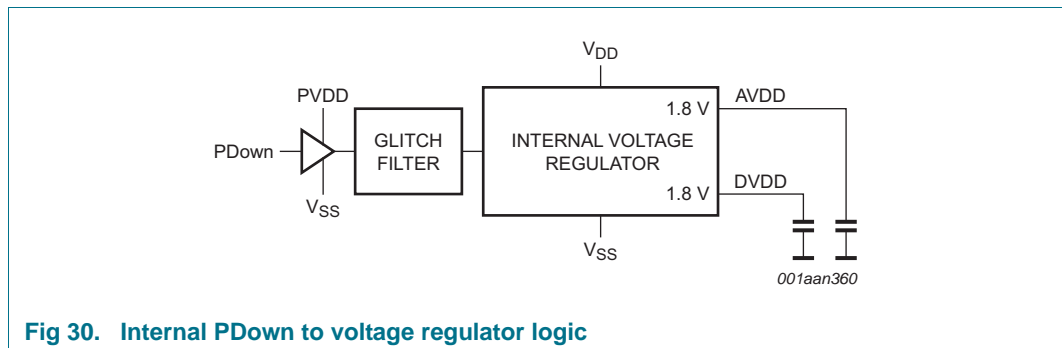 VDD
PVDD
1.8 V
AVDD
PDown
GLITCH
FILTER
INTERNAL VOLTAGE
REGULATOR
1.8 V
DVDD
VSS
VSS
001aan360
Fig 30. Internal PDown to voltage regulator logic